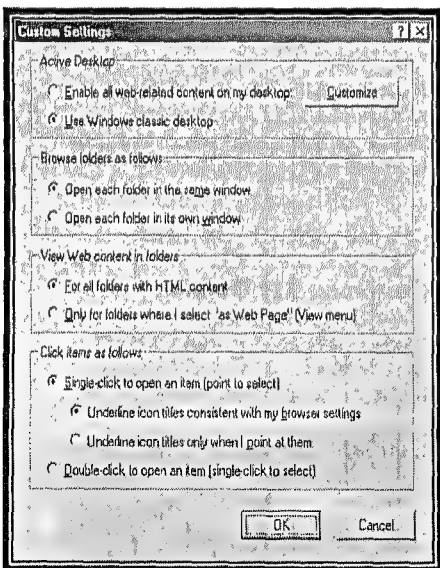 Custom Settings
Active Desktop
Enable all web-related content on my desktop:
Customize
Use Windows classic desktop
Browse folders as follows
Open each folder in the same window
Open each folder in its own window
View Web content in folders
For all folders with HTML content
Only for folders where I select "as Web Page" (View menu)
Click items as follows
Single-click to open an item (point to select)
Underline icon titles consistent with my browser settings
Underline icon titles only when I point at them
Double-click to open an item (single-click to select)
OK
Cancel